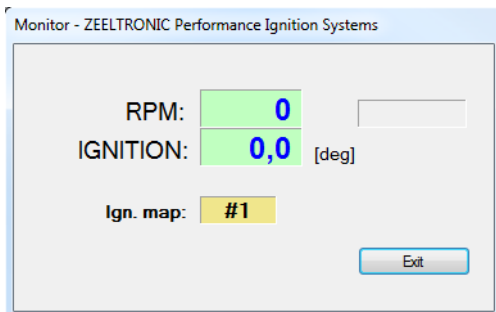 Monitor - ZEELTRONIC Performance Ignition Systems
RPM: 0
IGNITION: 0,0 [deg]
Ign. map: #1
Exit